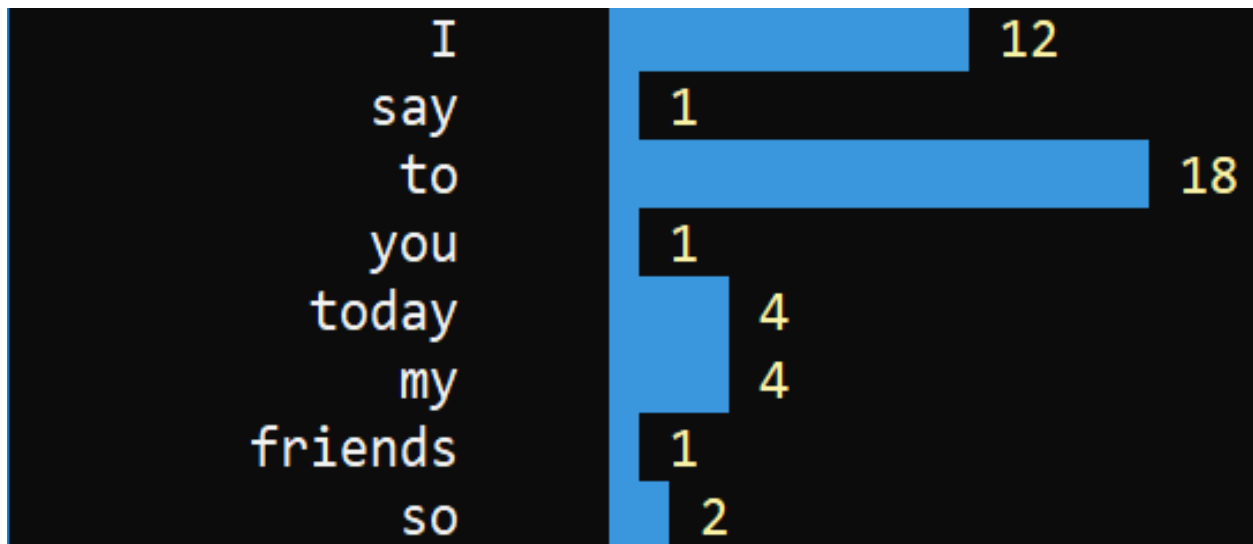 I 12
say 1
to 18
you 1
today 4
my 4
friends 1
so 2